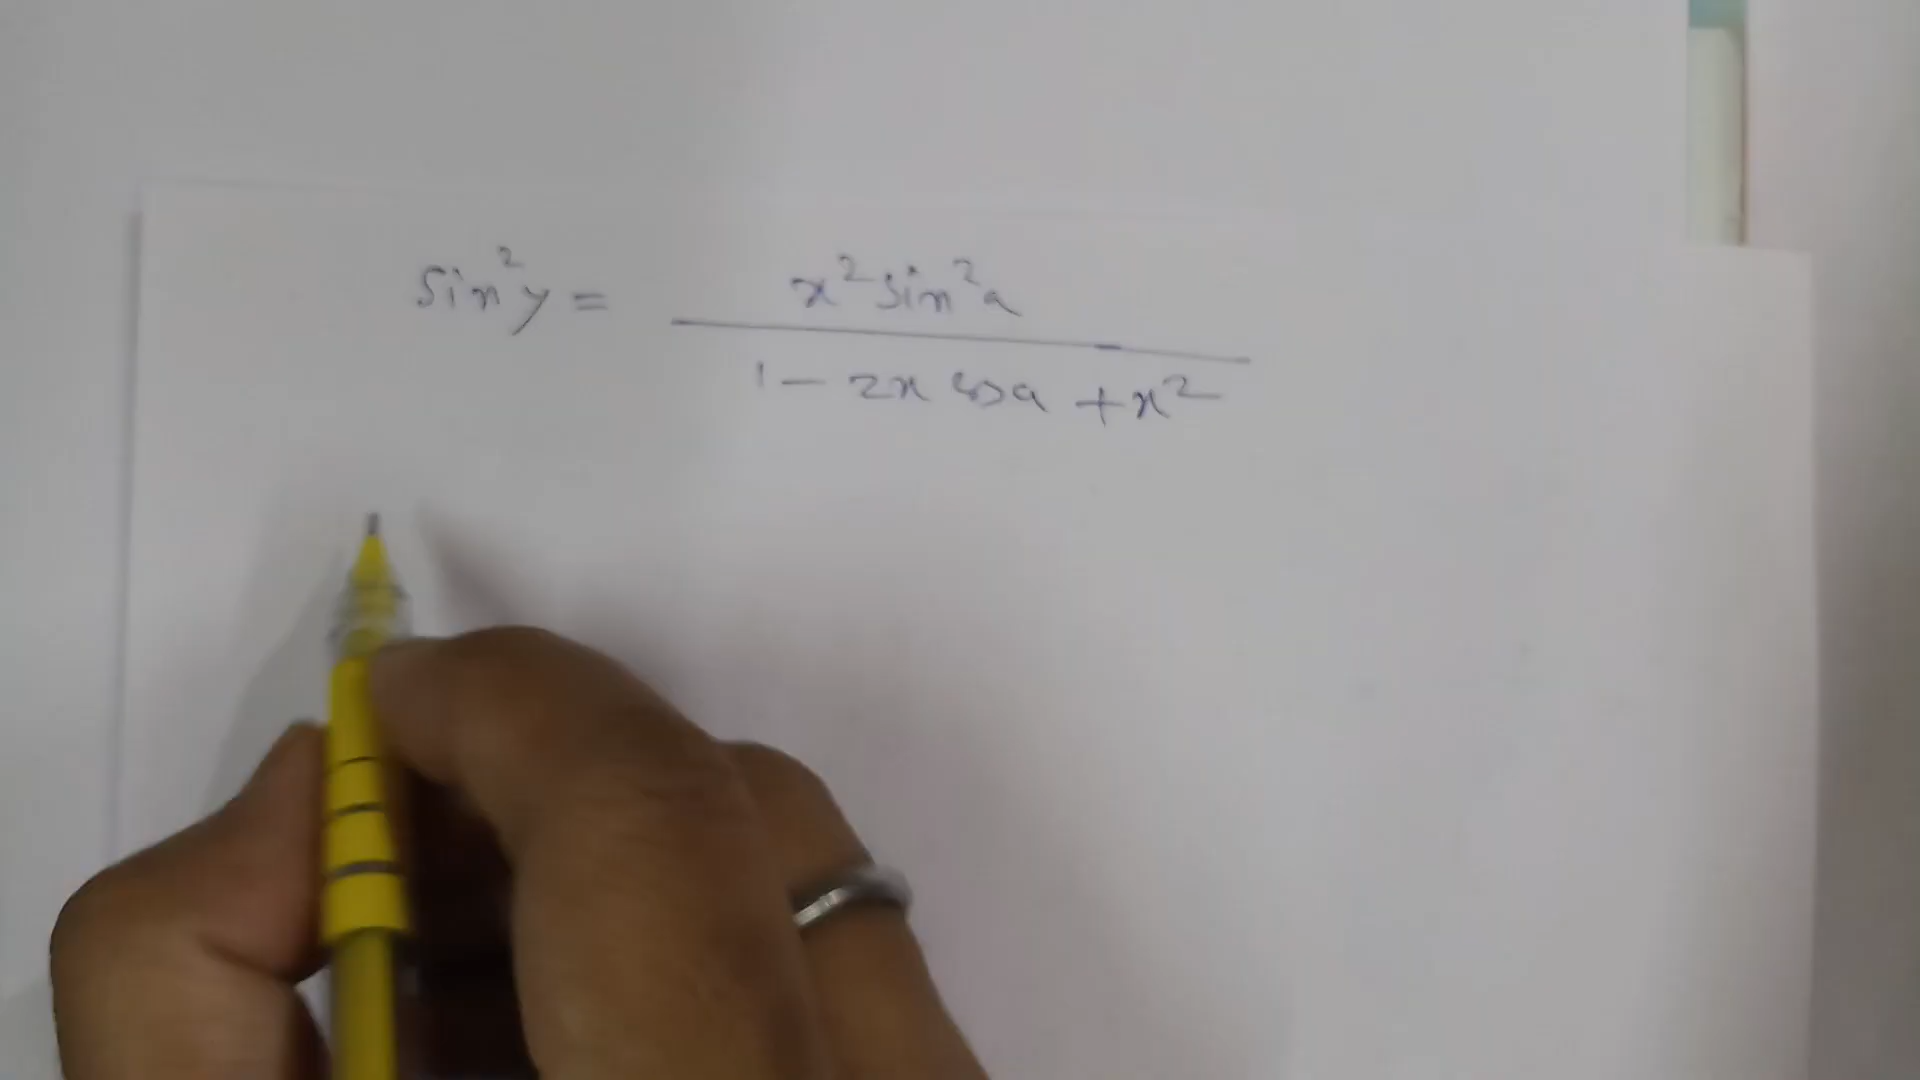 sin²y = x² sin²a / 1 - 2x cos a + x²